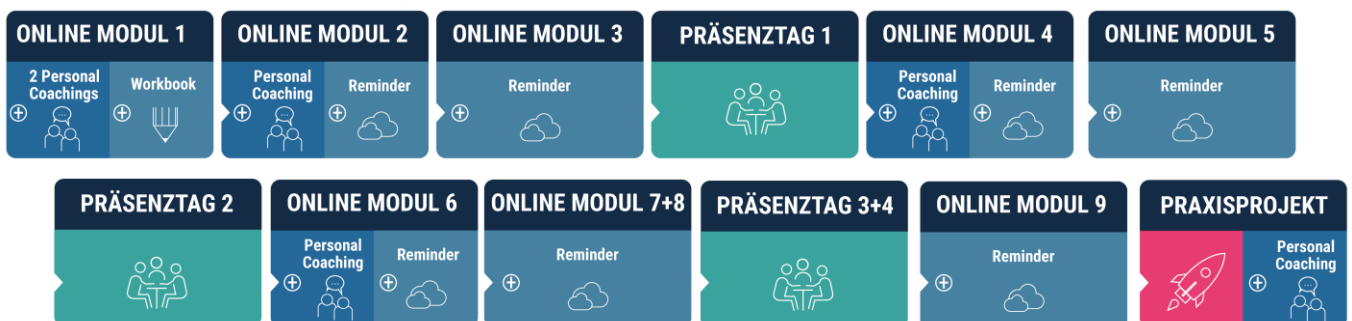 ONLINE MODUL 1
2 Personal
Coachings
Workbook
ONLINE MODUL 2
Personal
Coaching
Reminder
ONLINE MODUL 3
Reminder
PRÄSENZTAG 1
ONLINE MODUL 4
Personal
Coaching
Reminder
ONLINE MODUL 5
Reminder
PRÄSENZTAG 2
ONLINE MODUL 6
Personal
Coaching
Reminder
ONLINE MODUL 7+8
Reminder
PRÄSENZTAG 3+4
ONLINE MODUL 9
Reminder
PRAXISPROJEKT
Personal
Coaching